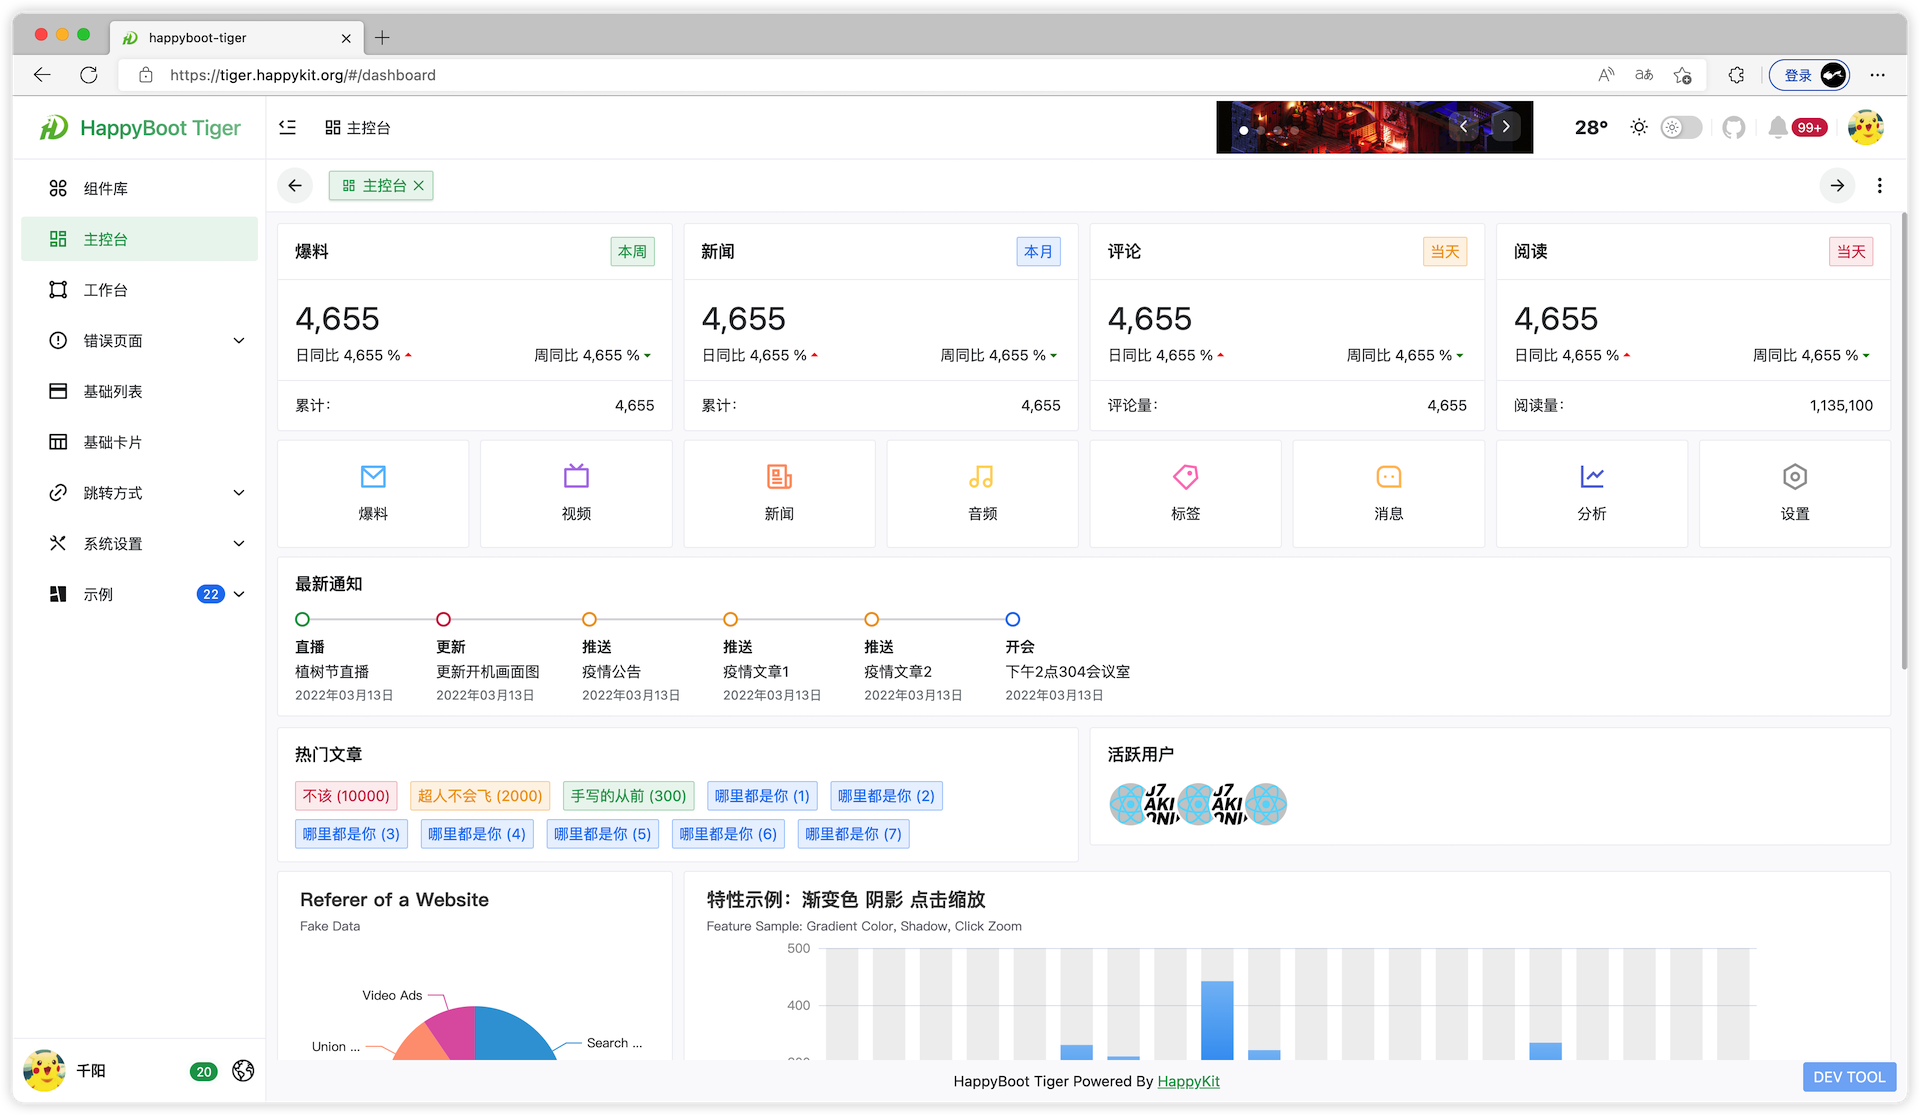 happyboot-tiger
https://tiger.happykit.org/#/dashboard
登录
HappyBoot Tiger
主控台
28°
99+
组件库
主控台
工作台
错误页面
基础列表
基础卡片
跳转方式
系统设置
示例 22
千阳 20
主控台
爆料 本周
4,655
日同比 4,655 % 周同比 4,655 %
累计： 4,655
新闻 本月
4,655
日同比 4,655 % 周同比 4,655 %
累计： 4,655
评论 当天
4,655
日同比 4,655 % 周同比 4,655 %
评论量： 4,655
阅读 当天
4,655
日同比 4,655 % 周同比 4,655 %
阅读量： 1,135,100
爆料 视频 新闻 音频 标签 消息 分析 设置
最新通知
直播 更新 推送 推送 推送 开会
植树节直播 更新开机画面图 疫情公告 疫情文章1 疫情文章2 下午2点304会议室
2022年03月13日 2022年03月13日 2022年03月13日 2022年03月13日 2022年03月13日 2022年03月13日
热门文章
不该 (10000) 超人不会飞 (2000) 手写的从前 (300) 哪里都是你 (1) 哪里都是你 (2)
哪里都是你 (3) 哪里都是你 (4) 哪里都是你 (5) 哪里都是你 (6) 哪里都是你 (7)
活跃用户
Referer of a Website
Fake Data
Video Ads
Union ...
Search ...
特性示例：渐变色 阴影 点击缩放
Feature Sample: Gradient Color, Shadow, Click Zoom
500
400
HappyBoot Tiger Powered By HappyKit
DEV TOOL